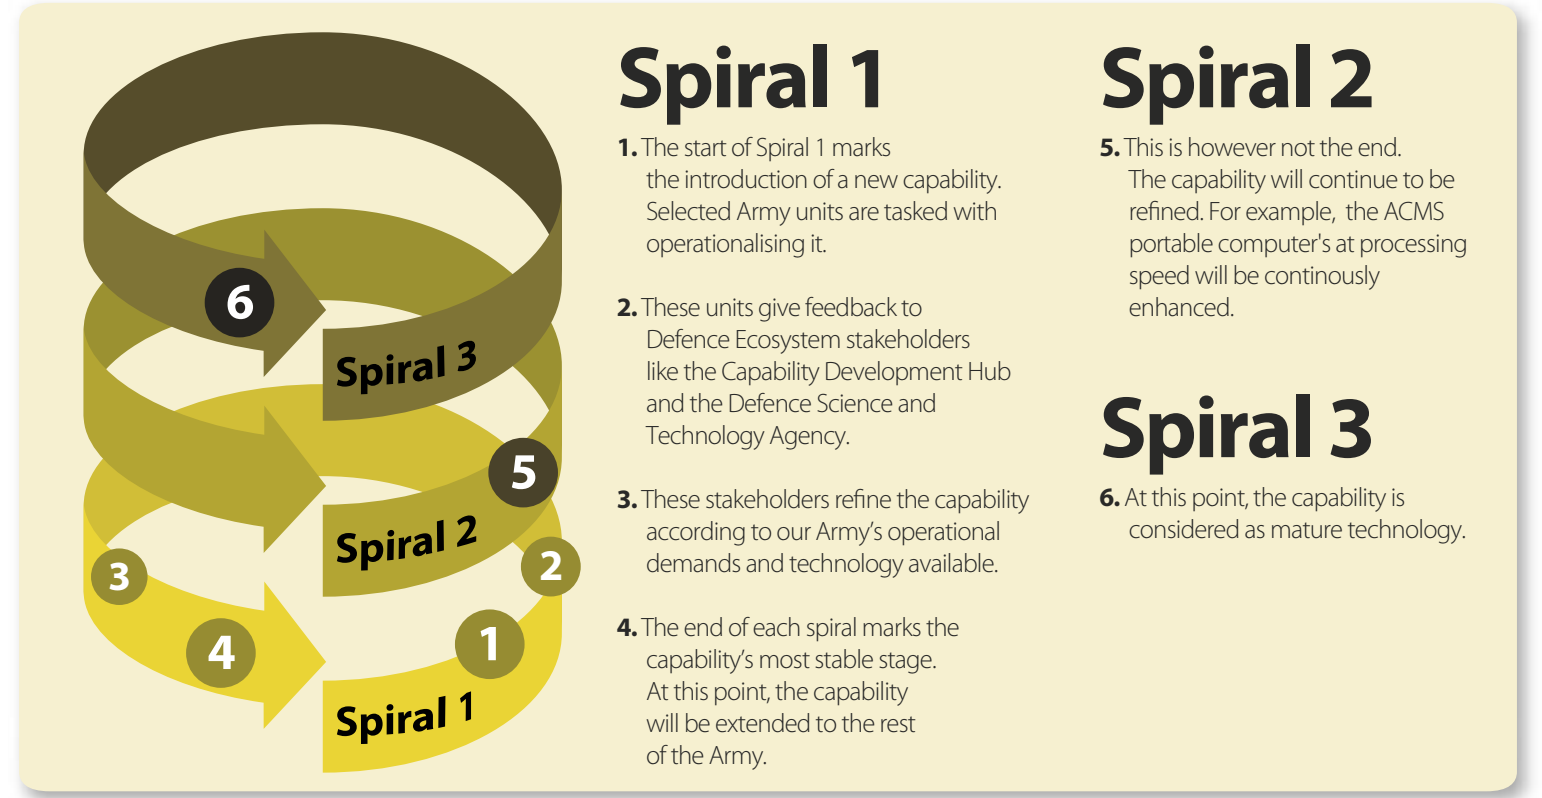 Spiral 1
1. The start of Spiral 1 marks
the introduction of a new capability.
Selected Army units are tasked with
operationalising it.
2. These units give feedback to
Defence Ecosystem stakeholders
like the Capability Development Hub
and the Defence Science and
Technology Agency.
3. These stakeholders refine the capability
according to our Army’s operational
demands and technology available.
4. The end of each spiral marks the
capability’s most stable stage.
At this point, the capability
will be extended to the rest
of the Army.
Spiral 2
5. This is however not the end.
The capability will continue to be
refined. For example, the ACMS
portable computer's at processing
speed will be continously
enhanced.
Spiral 3
6. At this point, the capability is
considered as mature technology.
6
Spiral 3
5
Spiral 2
2
3
4
1
Spiral 1